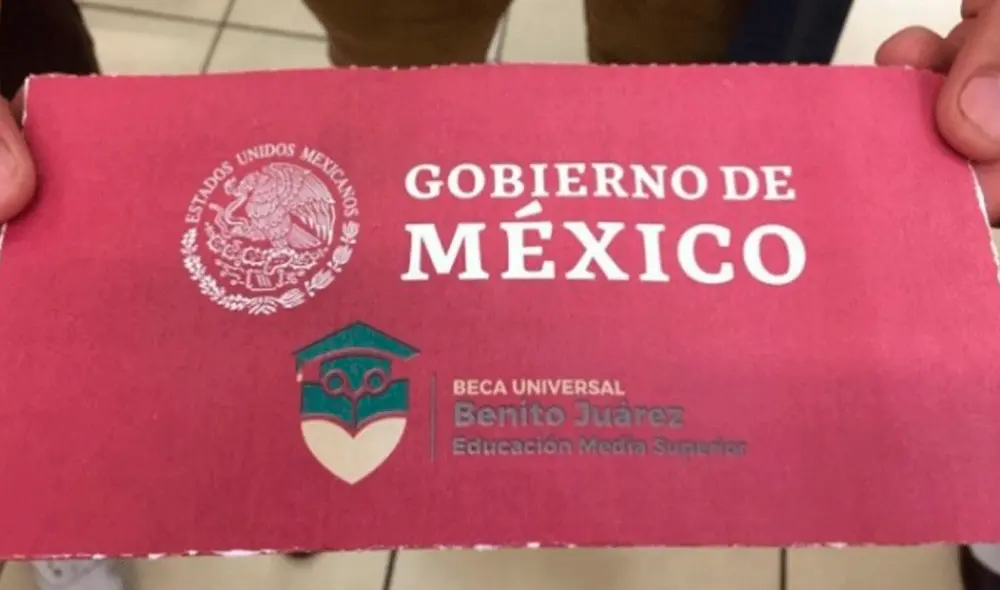 ESTADOS UNIDOS MEXICANOS
GOBIERNO DE
MÉXICO
BECA UNIVERSAL
Benito Juárez
Educación Media Superior